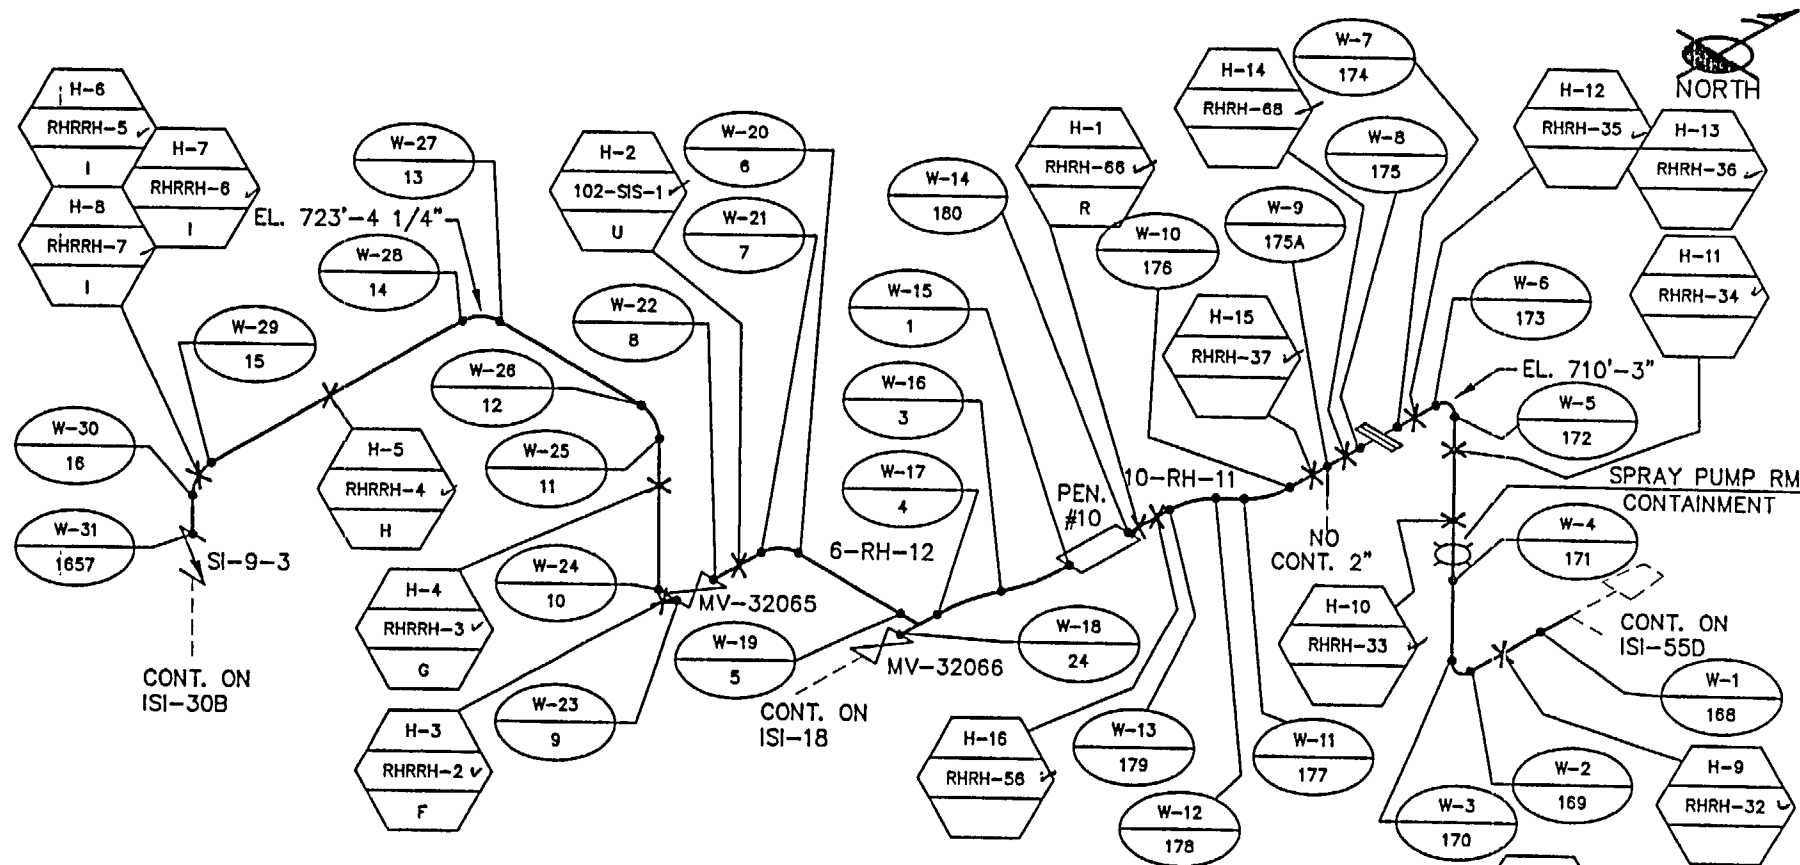 H-6
RHRRH-5
I
H-7
RHRRH-6
I
H-8
RHRRH-7
I
W-27
13
EL. 723'-4 1/4"
W-28
14
W-29
15
W-30
16
W-31
1657
SI-9-3
CONT. ON
ISI-30B
H-5
RHRRH-4
H
W-26
12
W-25
11
W-24
10
H-4
RHRRH-3
G
H-3
RHRRH-2
F
W-23
9
H-2
102-SIS-1
U
W-20
6
W-21
7
W-22
8
MV-32065
6-RH-12
W-19
5
MV-32066
CONT. ON
ISI-18
W-18
24
W-14
180
W-15
1
W-16
3
W-17
4
PEN.
#10
10-RH-11
H-1
RHRH-66
R
W-10
176
H-14
RHRH-68
W-7
174
W-8
175
W-9
175A
H-15
RHRH-37
NO
CONT. 2"
H-12
RHRH-35
H-13
RHRH-36
H-11
RHRH-34
NORTH
W-6
173
EL. 710'-3"
W-5
172
SPRAY PUMP RM
CONTAINMENT
W-4
171
H-10
RHRH-33
CONT. ON
ISI-55D
W-1
168
W-2
169
W-3
170
H-9
RHRH-32
H-16
RHRH-56
W-13
179
W-12
178
W-11
177